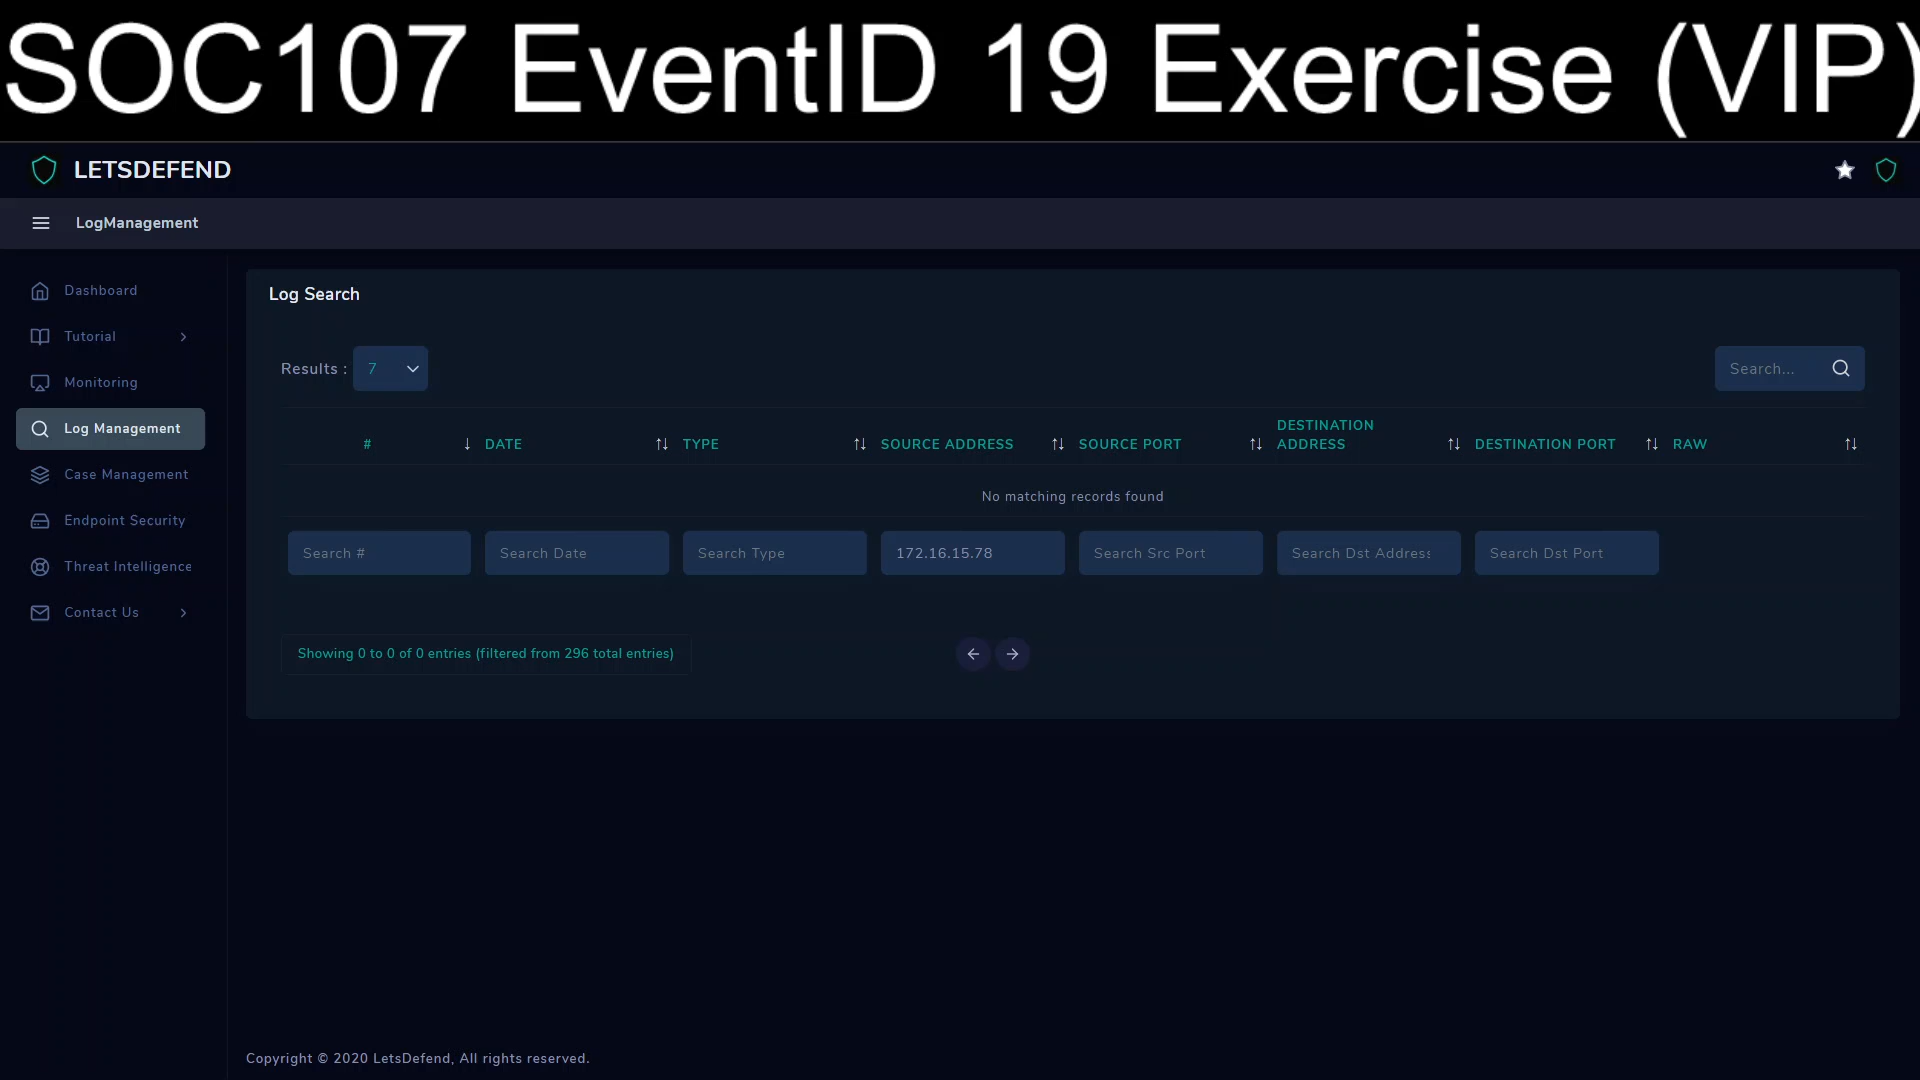 SOC107 EventID 19 Exercise (VIP)
LETSDEFEND
LogManagement
Dashboard
Tutorial
Monitoring
Log Management
Case Management
Endpoint Security
Threat Intelligence
Contact Us
Log Search
Results : 7
Search...
# DATE TYPE SOURCE ADDRESS SOURCE PORT DESTINATION ADDRESS DESTINATION PORT RAW
No matching records found
Search # Search Date Search Type 172.16.15.78 Search Src Port Search Dst Address Search Dst Port
Showing 0 to 0 of 0 entries (filtered from 296 total entries)
Copyright © 2020 LetsDefend, All rights reserved.